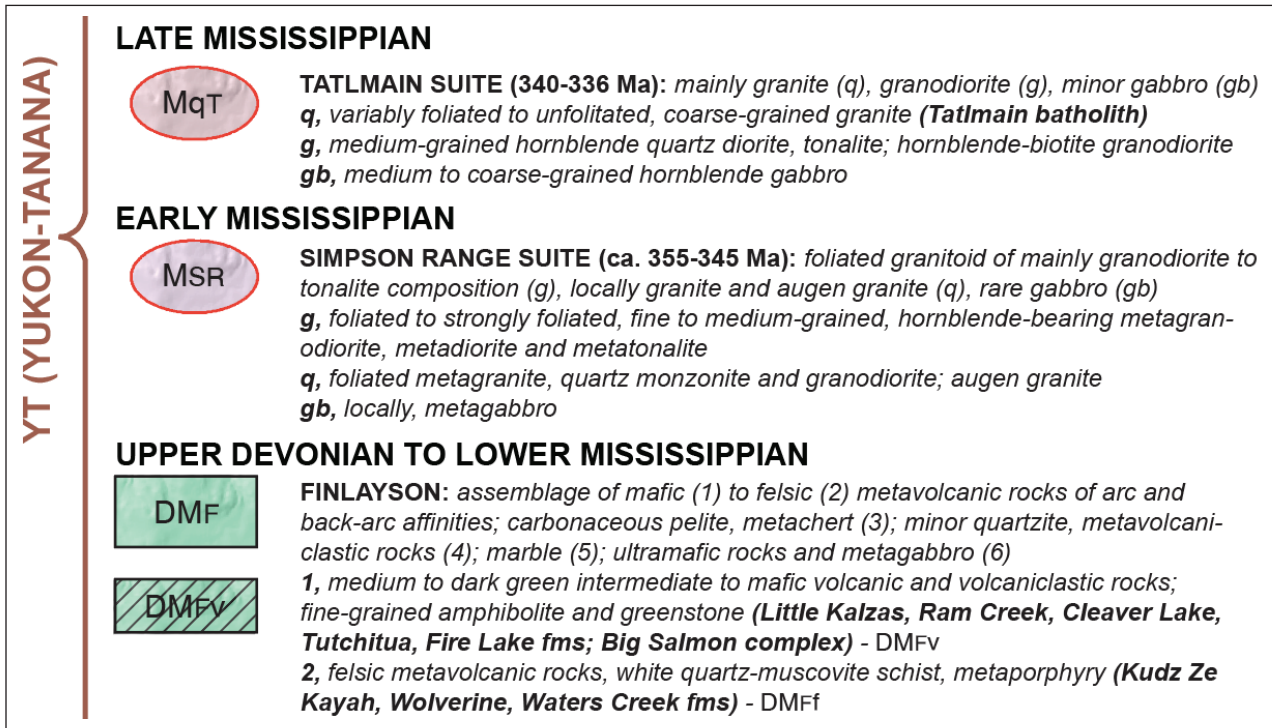 YT (YUKON-TANANA)
LATE MISSISSIPPIAN
MqT
TATLMAIN SUITE (340-336 Ma): mainly granite (q), granodiorite (g), minor gabbro (gb)
q, variably foliated to unfolitated, coarse-grained granite (Tatlmain batholith)
g, medium-grained hornblende quartz diorite, tonalite; hornblende-biotite granodiorite
gb, medium to coarse-grained hornblende gabbro
EARLY MISSISSIPPIAN
MSR
SIMPSON RANGE SUITE (ca. 355-345 Ma): foliated granitoid of mainly granodiorite to
tonalite composition (g), locally granite and augen granite (q), rare gabbro (gb)
g, foliated to strongly foliated, fine to medium-grained, hornblende-bearing metagran-
odiorite, metadiorite and metatonalite
q, foliated metagranite, quartz monzonite and granodiorite; augen granite
gb, locally, metagabbro
UPPER DEVONIAN TO LOWER MISSISSIPPIAN
DMF
FINLAYSON: assemblage of mafic (1) to felsic (2) metavolcanic rocks of arc and
back-arc affinities; carbonaceous pelite, metachert (3); minor quartzite, metavolcani-
clastic rocks (4); marble (5); ultramafic rocks and metagabbro (6)
DMFv
1, medium to dark green intermediate to mafic volcanic and volcaniclastic rocks;
fine-grained amphibolite and greenstone (Little Kalzas, Ram Creek, Cleaver Lake,
Tutchitua, Fire Lake fms; Big Salmon complex) - DMFv
2, felsic metavolcanic rocks, white quartz-muscovite schist, metaporphyry (Kudz Ze
Kayah, Wolverine, Waters Creek fms) - DMFf